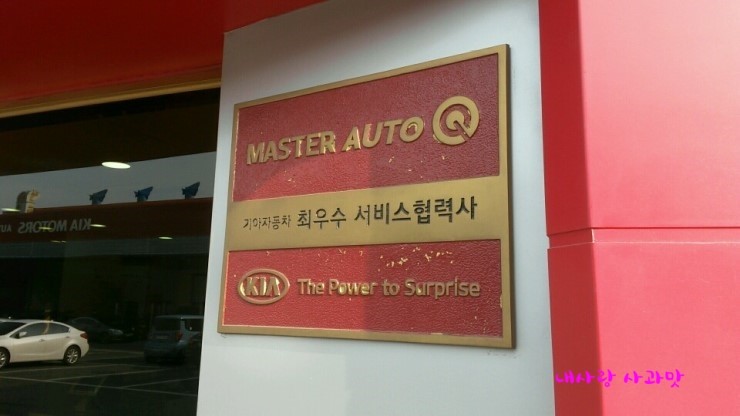 MASTER AUTO Q
기아자동차 최우수 서비스협력사
KIA The Power to Surprise
KIA MOTORS AU
내사랑 사과맛